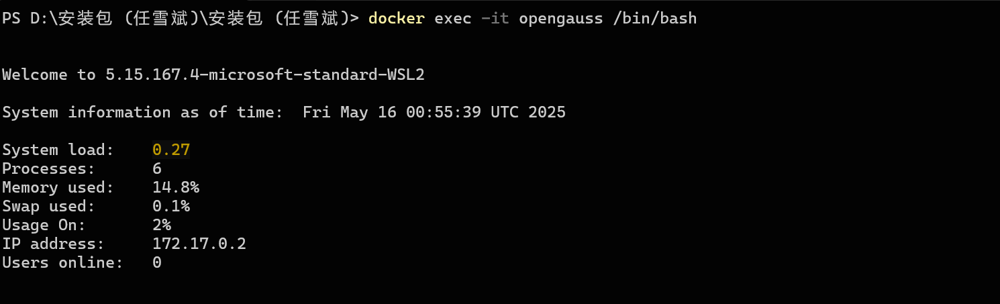 PS D:\安装包 (任雪斌)\安装包 (任雪斌)> docker exec -it opengauss /bin/bash
Welcome to 5.15.167.4-microsoft-standard-WSL2
System information as of time:  Fri May 16 00:55:39 UTC 2025
System load:    0.27
Processes:      6
Memory used:    14.8%
Swap used:      0.1%
Usage On:       2%
IP address:     172.17.0.2
Users online:   0